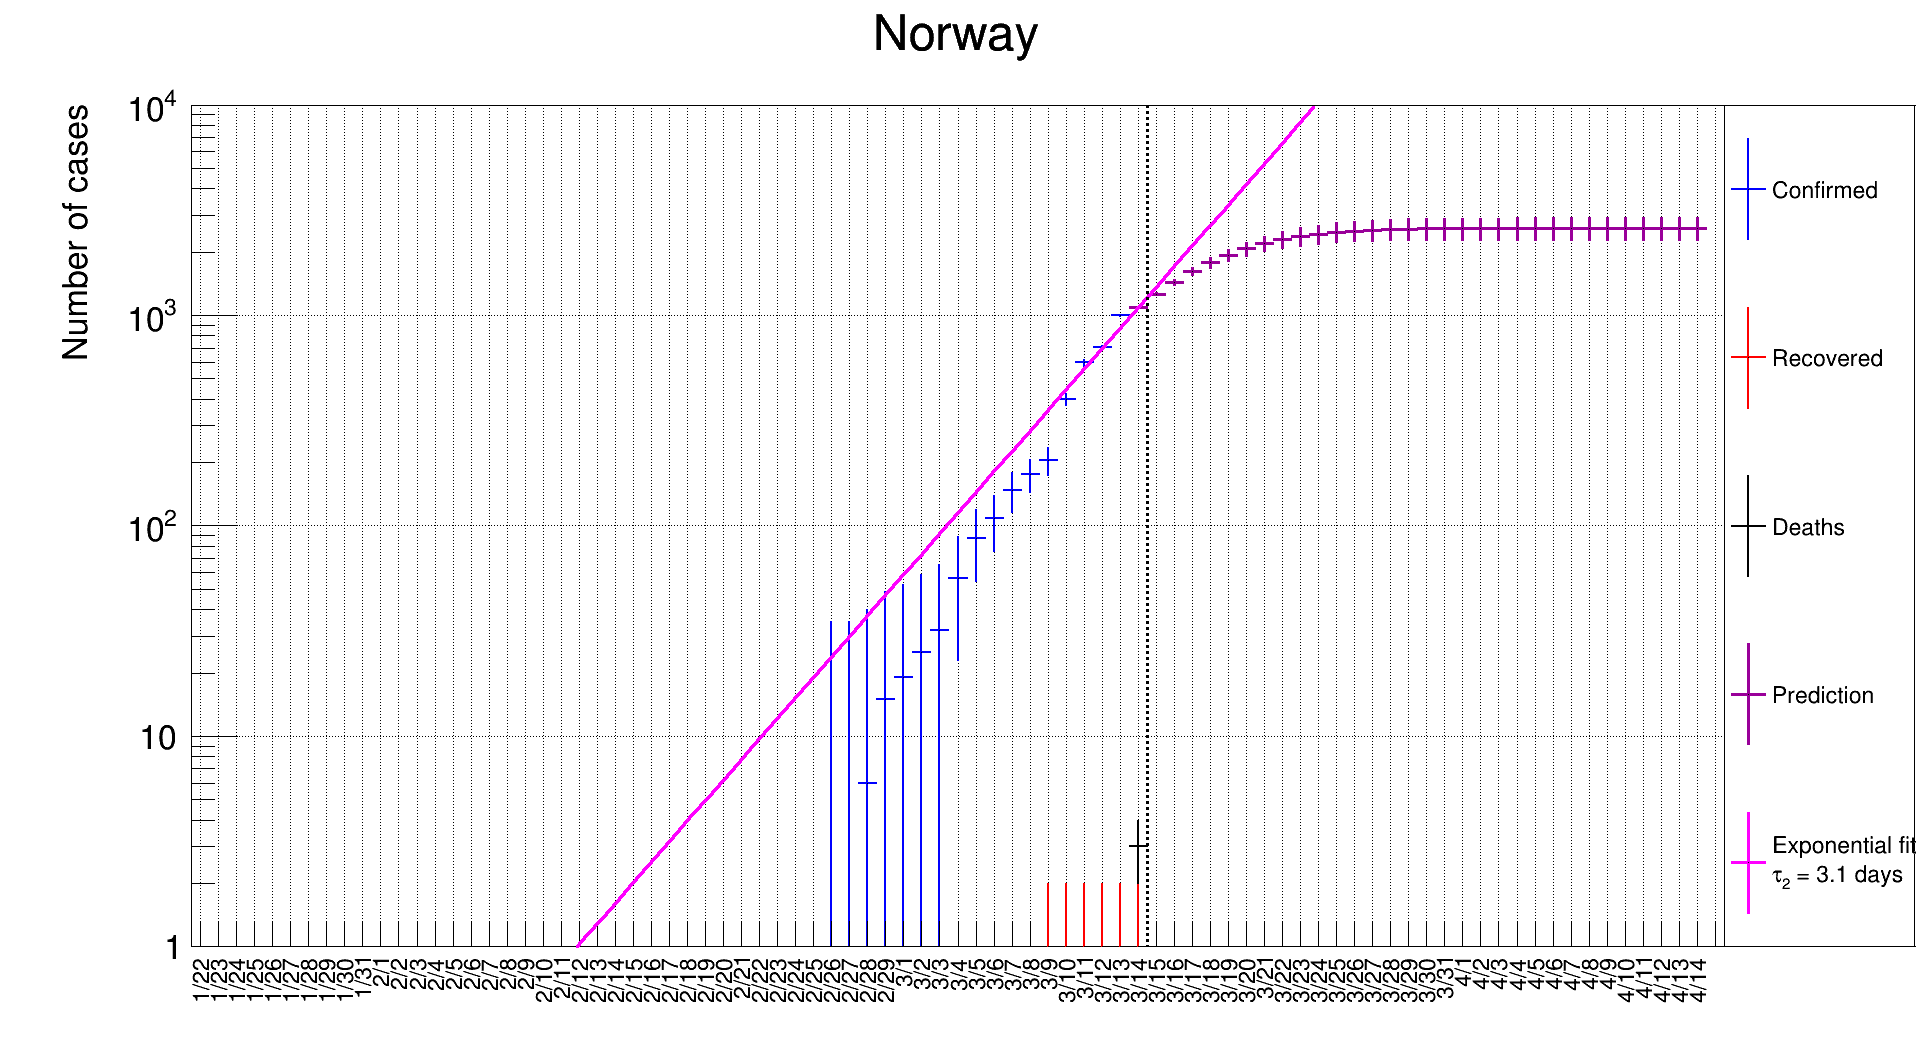 Norway
Number of cases
10⁴
10³
10²
10
1
1/22 1/23 1/24 1/25 1/26 1/27 1/28 1/29 1/30 1/31 2/1 2/2 2/3 2/4 2/5 2/6 2/7 2/8 2/9 2/10 2/11 2/12 2/13 2/14 2/15 2/16 2/17 2/18 2/19 2/20 2/21 2/22 2/23 2/24 2/25 2/26 2/27 2/28 2/29 3/1 3/2 3/3 3/4 3/5 3/6 3/7 3/8 3/9 3/10 3/11 3/12 3/13 3/14 3/15 3/16 3/17 3/18 3/19 3/20 3/21 3/22 3/23 3/24 3/25 3/26 3/27 3/28 3/29 3/30 3/31 4/1 4/2 4/3 4/4 4/5 4/6 4/7 4/8 4/9 4/10 4/11 4/12 4/13 4/14
Confirmed
Recovered
Deaths
Prediction
Exponential fit
τ₂ = 3.1 days